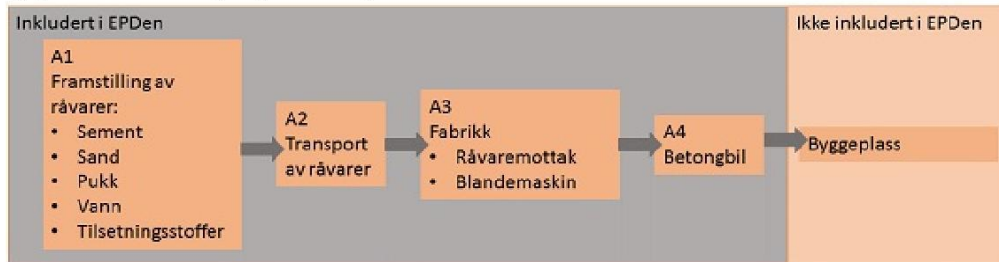 Inkludert i EPDen
Ikke inkludert i EPDen
A1
Framstilling av
råvarer:
• Sement
• Sand
• Pukk
• Vann
• Tilsetningsstoffer
A2
Transport
av råvarer
A3
Fabrikk
• Råvaremottak
• Blandemaskin
A4
Betongbil
Byggeplass